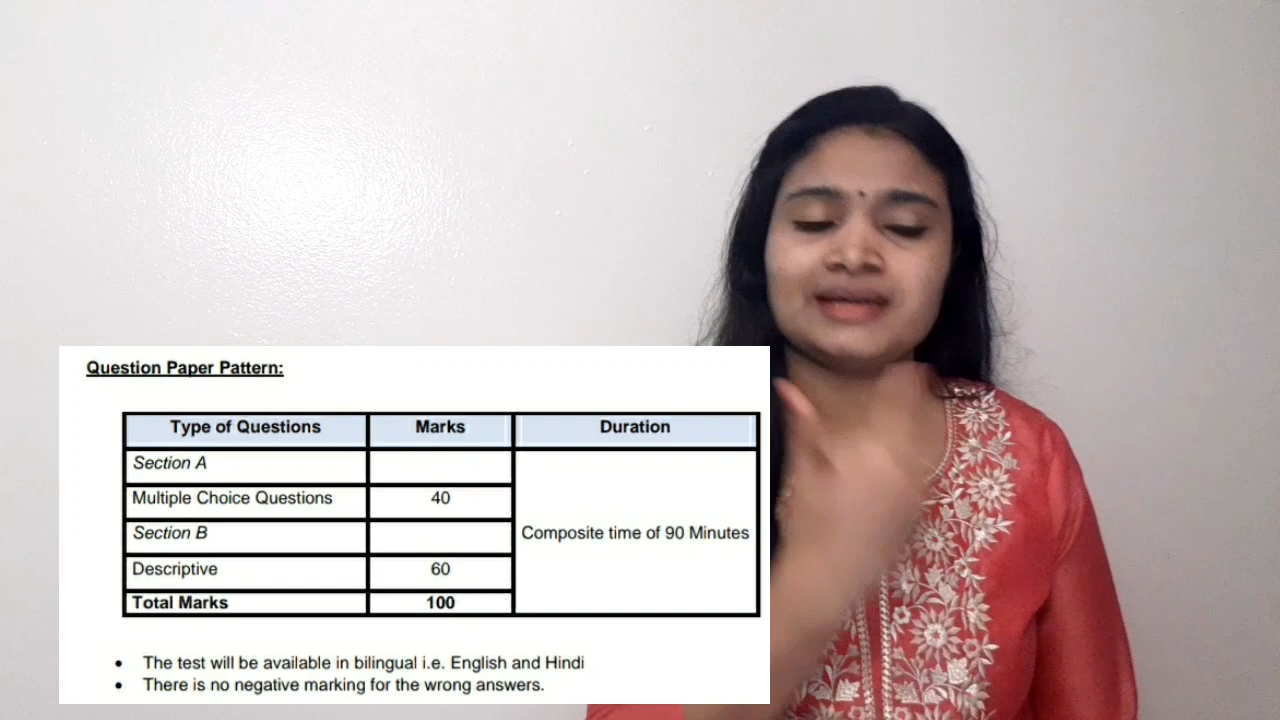 Question Paper Pattern:
Type of Questions Marks Duration
Section A
Multiple Choice Questions 40
Section B Composite time of 90 Minutes
Descriptive 60
Total Marks 100
• The test will be available in bilingual i.e. English and Hindi
• There is no negative marking for the wrong answers.